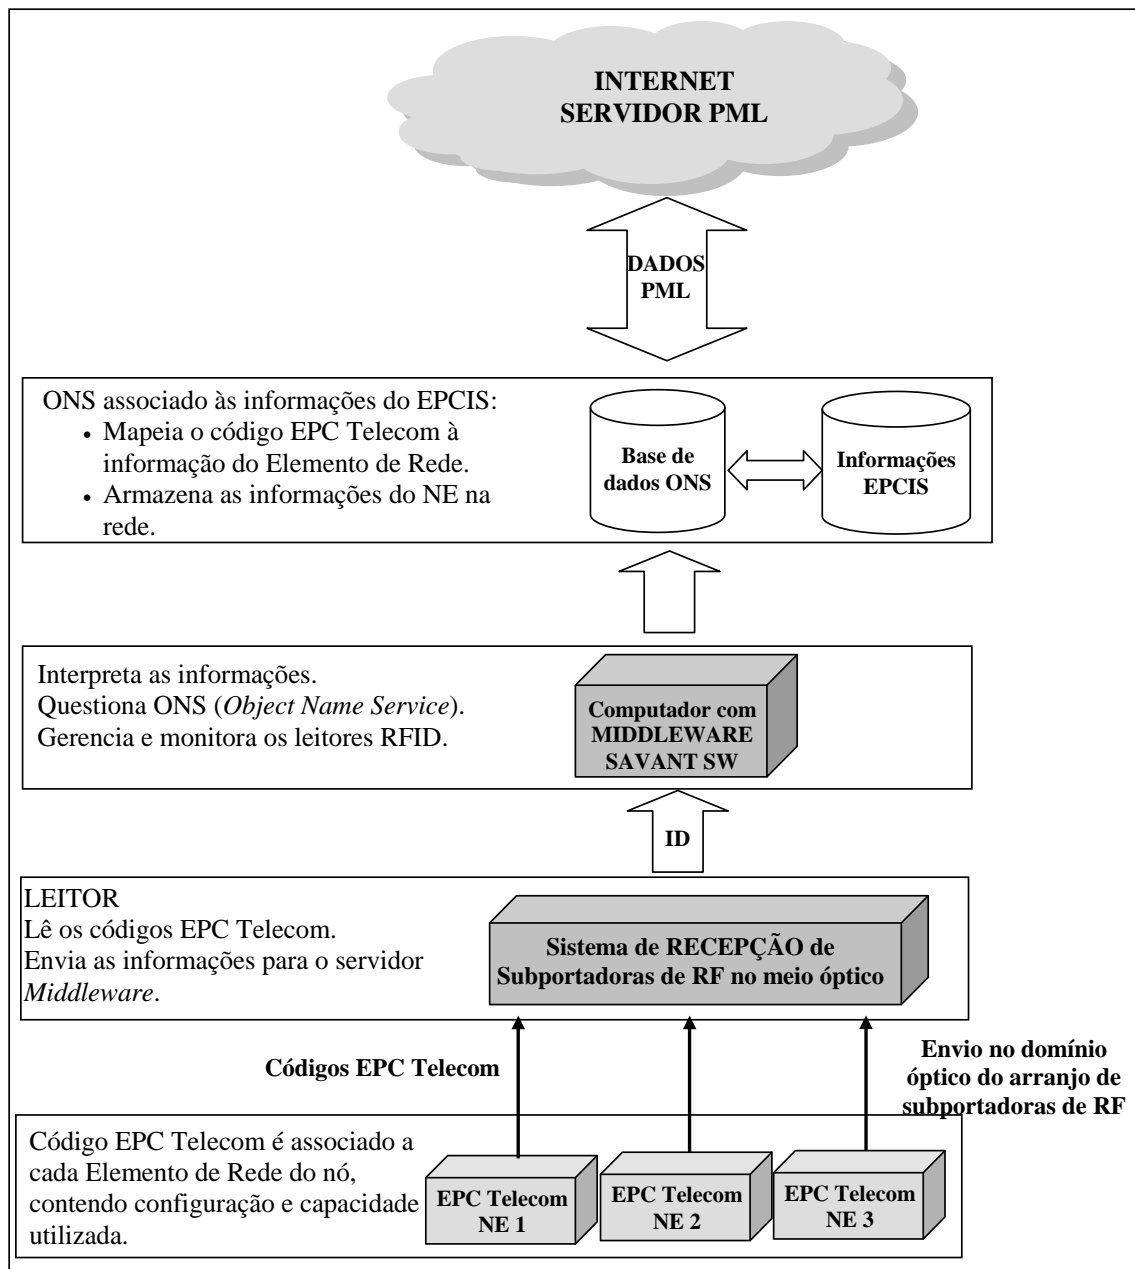 INTERNET
SERVIDOR PML
DADOS
PML
ONS associado às informações do EPCIS:
• Mapeia o código EPC Telecom à
informação do Elemento de Rede.
• Armazena as informações do NE na
rede.
Base de
dados ONS
Informações
EPCIS
Interpreta as informações.
Questiona ONS (Object Name Service).
Gerencia e monitora os leitores RFID.
Computador com
MIDDLEWARE
SAVANT SW
ID
LEITOR
Lê os códigos EPC Telecom.
Envia as informações para o servidor
Middleware.
Sistema de RECEPÇÃO de
Subportadoras de RF no meio óptico
Códigos EPC Telecom
Envio no domínio
óptico do arranjo de
subportadoras de RF
Código EPC Telecom é associado a
cada Elemento de Rede do nó,
contendo configuração e capacidade
utilizada.
EPC Telecom
NE 1
EPC Telecom
NE 2
EPC Telecom
NE 3